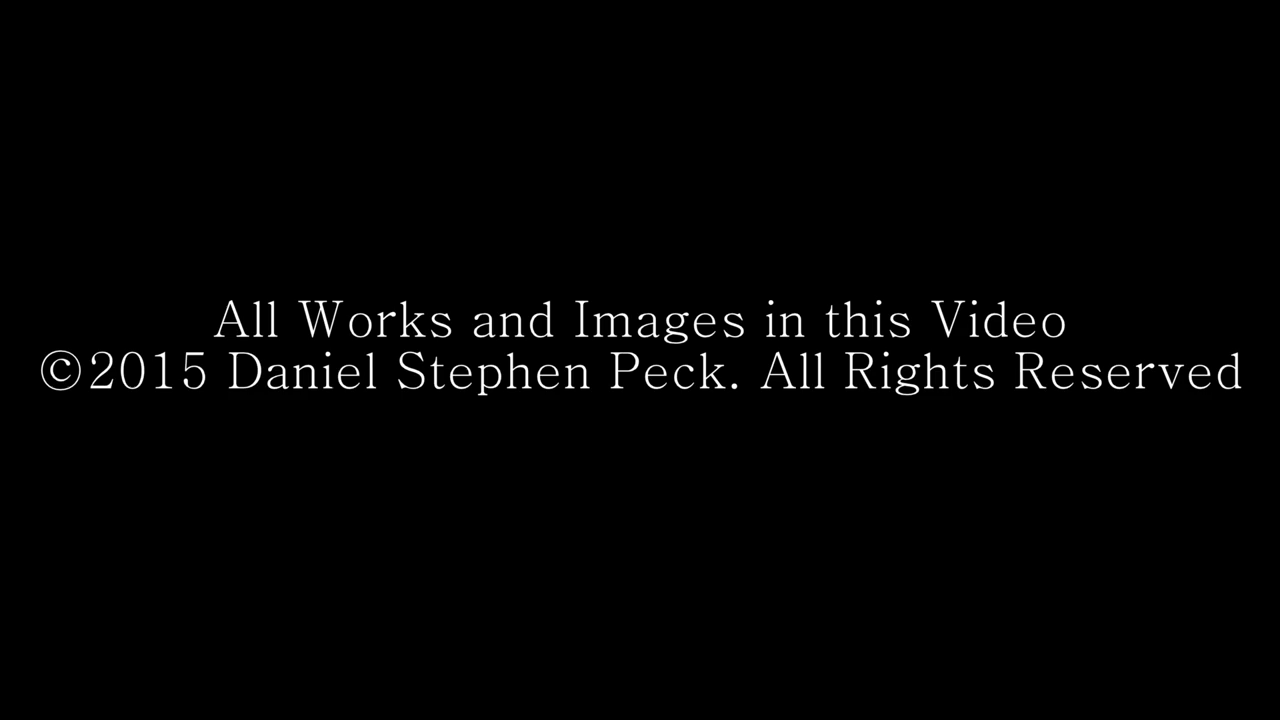 All Works and Images in this Video
©2015 Daniel Stephen Peck. All Rights Reserved